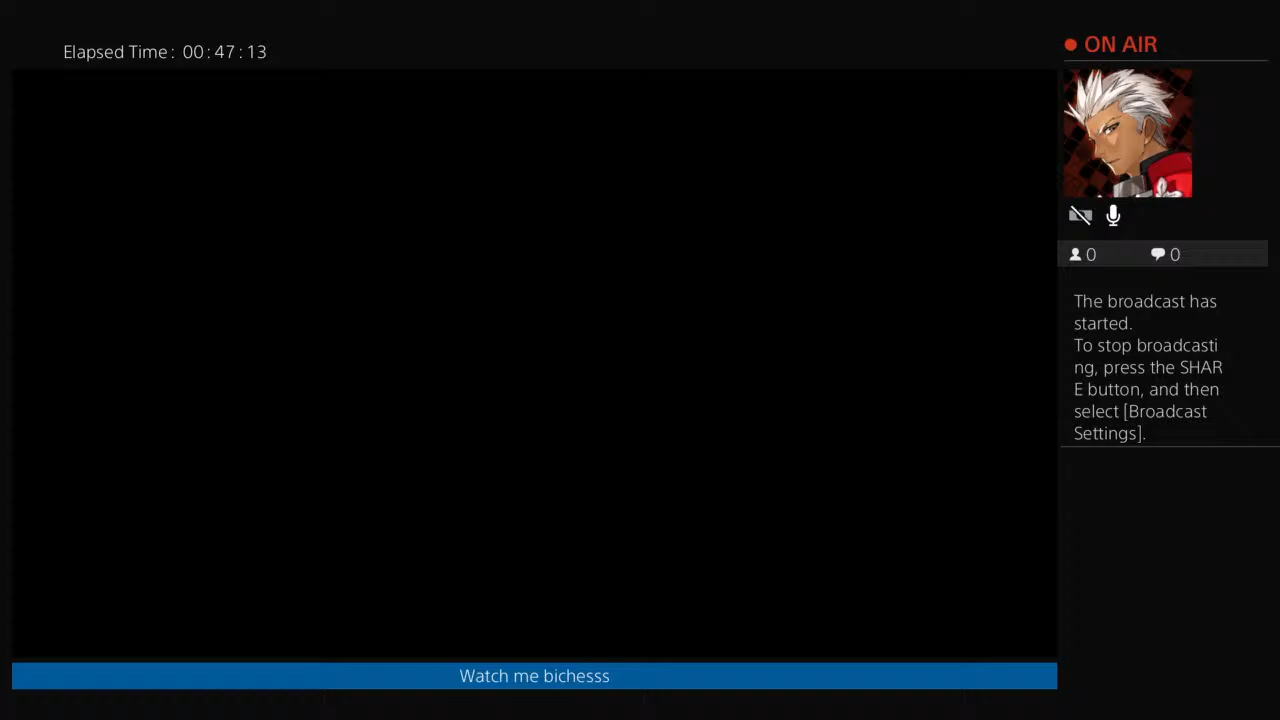 Elapsed Time: 00:47:13
ON AIR
0 0
The broadcast has
started.
To stop broadcasti
ng, press the SHAR
E button, and then
select [Broadcast
Settings].
Watch me bichesss